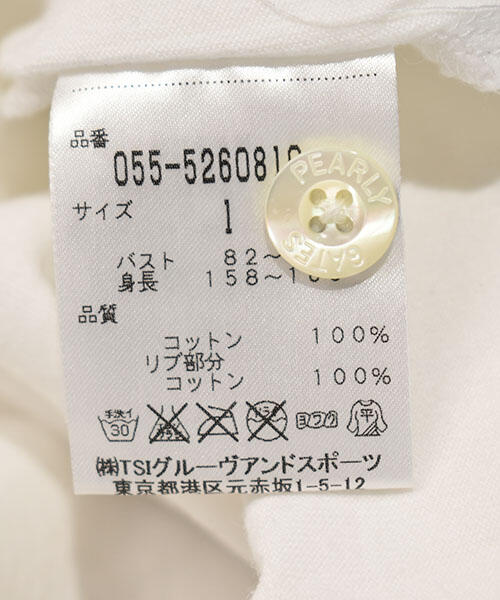 品番
055-526081
サイズ 1
バスト 82～
身長 158～
品質
コットン 100%
リブ部分
コットン 100%
手洗イ
30
ヨワク
平
㈱TSIグルーヴアンドスポーツ
東京都港区元赤坂1-5-12
PEARLY
GATES